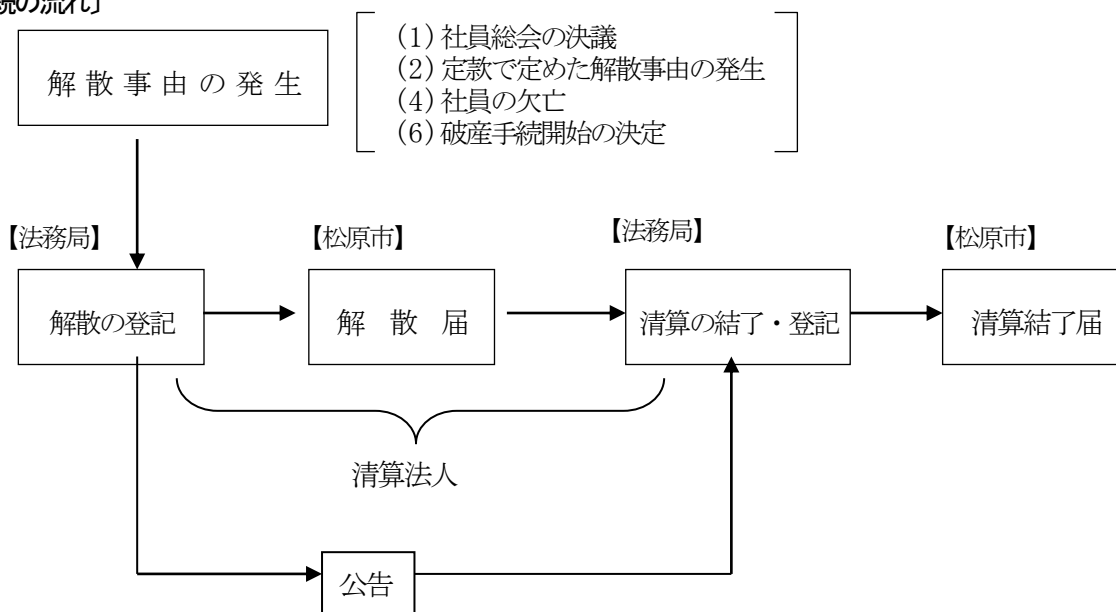 続の流れ〕
解散事由の発生
(1)社員総会の決議
(2)定款で定めた解散事由の発生
(4)社員の欠亡
(6)破産手続開始の決定
【法務局】
【松原市】
【法務局】
【松原市】
解散の登記
解散届
清算の結了・登記
清算結了届
清算法人
公告